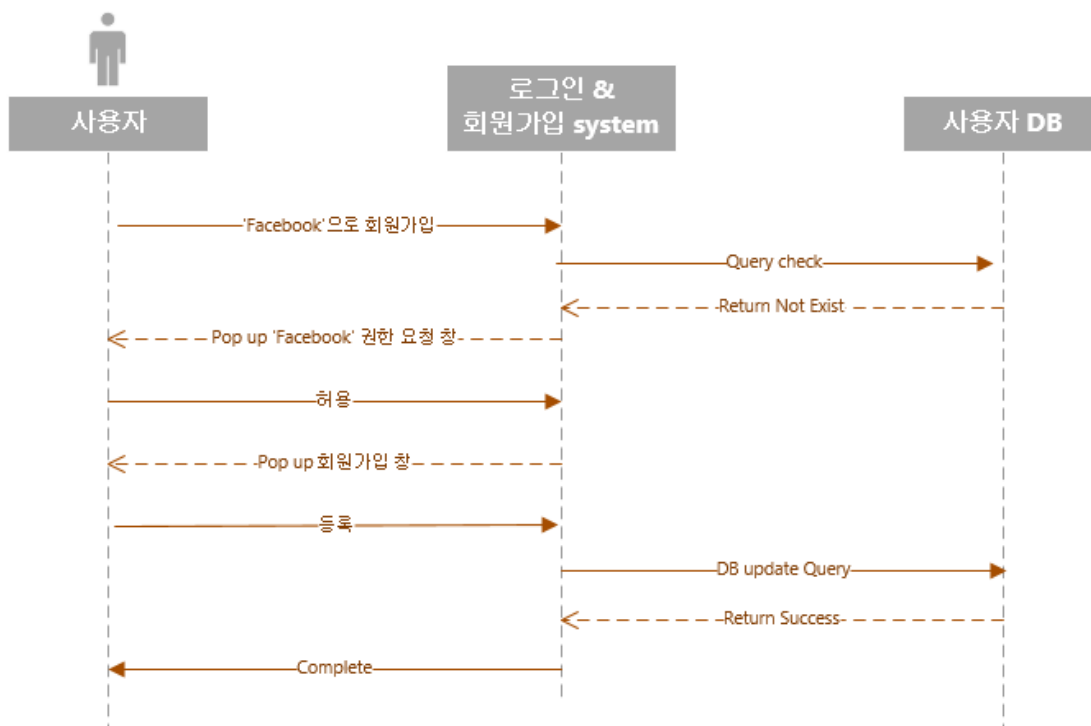 사용자
로그인 &
회원가입 system
사용자 DB
'Facebook'으로 회원가입
Query check
Return Not Exist
Pop up 'Facebook' 권한 요청 창
허용
Pop up 회원가입 창
등록
DB update Query
Return Success
Complete